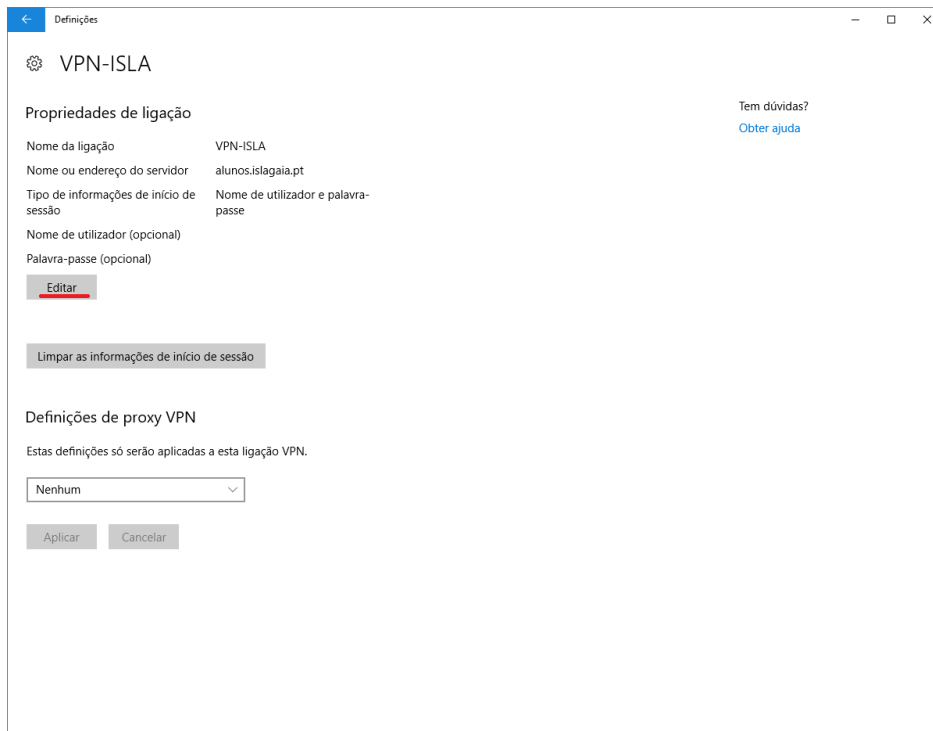 Definições
VPN-ISLA
Propriedades de ligação
Tem dúvidas?
Obter ajuda
Nome da ligação VPN-ISLA
Nome ou endereço do servidor alunos.islagaia.pt
Tipo de informações de início de Nome de utilizador e palavra-
sessão passe
Nome de utilizador (opcional)
Palavra-passe (opcional)
Editar
Limpar as informações de início de sessão
Definições de proxy VPN
Estas definições só serão aplicadas a esta ligação VPN.
Nenhum
Aplicar Cancelar